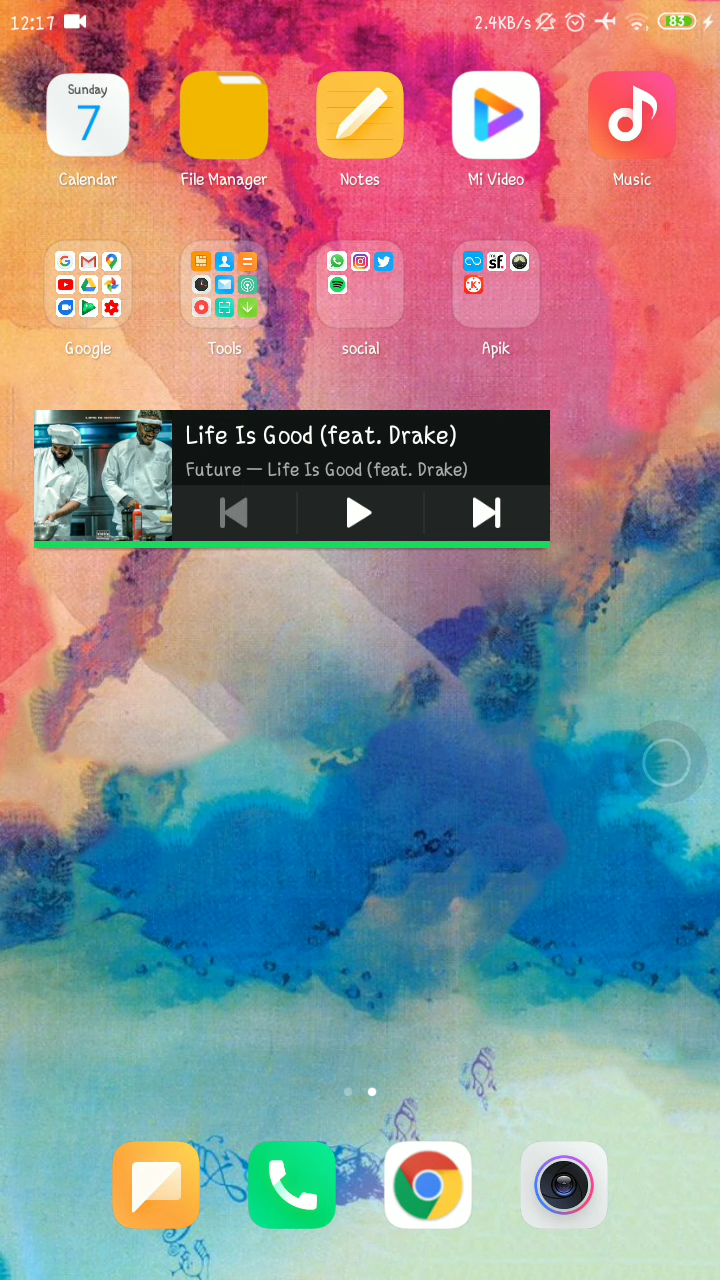 12:17
2.4KB/s
83
Sunday
7
Calendar
File Manager
Notes
Mi Video
Music
Google
Tools
social
Apik
sf.
Life Is Good (feat. Drake)
Future — Life Is Good (feat. Drake)